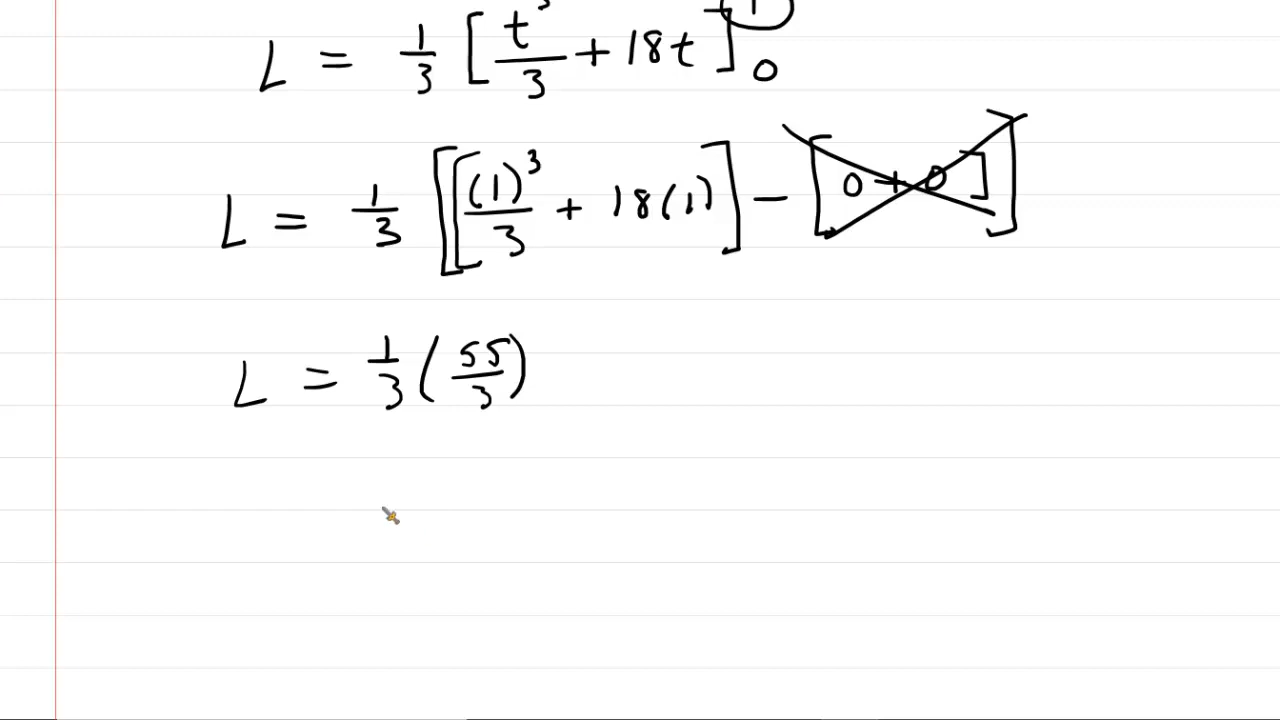 L = 1/3 [t³/3 + 18t]₀¹
L = 1/3 [[(1)³/3 + 18(1)] - [0 + 0]]
L = 1/3 (55/3)